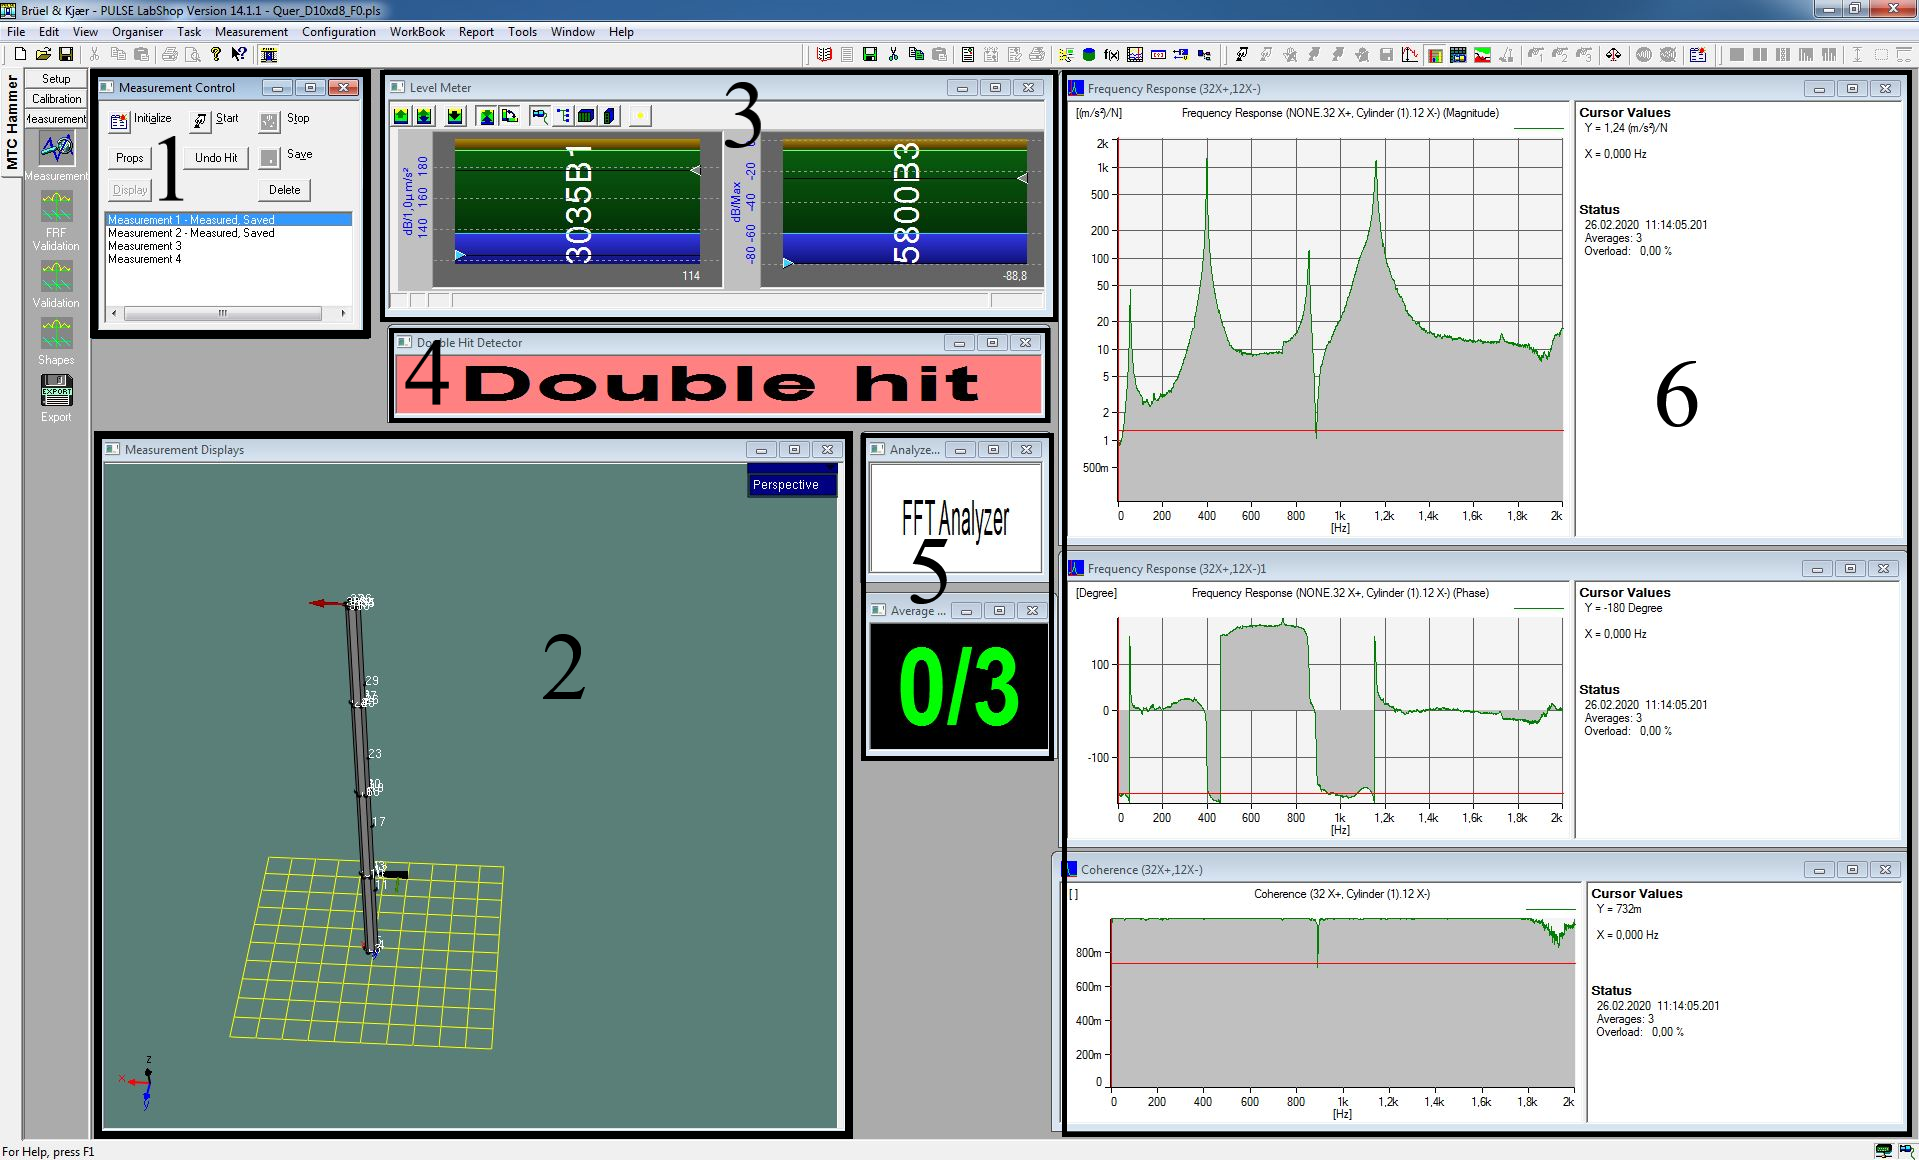 Brüel & Kjær - PULSE LabShop Version 14.1.1 - Quer_D10xd8_F0.pls
File Edit View Organiser Task Measurement Configuration WorkBook Report Tools Window Help
MTC Hammer
Setup
Calibration
Measurement
Measurement
FRF
Validation
Validation
Shapes
EXPORT
Export
Measurement Control
Initialize Start Stop
Props Undo Hit Save
Display Delete
1
Measurement 1 - Measured, Saved
Measurement 2 - Measured, Saved
Measurement 3
Measurement 4
Level Meter
3
dB/1,0µm/s²
180
160
140
3035B1
114
dB/Max
0
-20
-40
-60
-80
5800B3
-88,8
Double Hit Detector
4
Double hit
Measurement Displays
Perspective
2
29
23
17
11
z
x
y
Analyze...
FFT Analyzer
5
Average ...
0/3
Frequency Response (32X+,12X-)
[(m/s²)/N] Frequency Response (NONE.32 X+, Cylinder (1).12 X-) (Magnitude)
2k
1k
500
200
100
50
20
10
5
2
1
500m
0 200 400 600 800 1k 1,2k 1,4k 1,6k 1,8k 2k
[Hz]
Cursor Values
Y = 1,24 (m/s²)/N
X = 0,000 Hz
Status
26.02.2020 11:14:05.201
Averages: 3
Overload: 0,00 %
6
Frequency Response (32X+,12X-)1
[Degree] Frequency Response (NONE.32 X+, Cylinder (1).12 X-) (Phase)
100
0
-100
0 200 400 600 800 1k 1,2k 1,4k 1,6k 1,8k 2k
[Hz]
Cursor Values
Y = -180 Degree
X = 0,000 Hz
Status
26.02.2020 11:14:05.201
Averages: 3
Overload: 0,00 %
Coherence (32X+,12X-)
[ ] Coherence (32 X+, Cylinder (1).12 X-)
800m
600m
400m
200m
0
0 200 400 600 800 1k 1,2k 1,4k 1,6k 1,8k 2k
[Hz]
Cursor Values
Y = 732m
X = 0,000 Hz
Status
26.02.2020 11:14:05.201
Averages: 3
Overload: 0,00 %
For Help, press F1